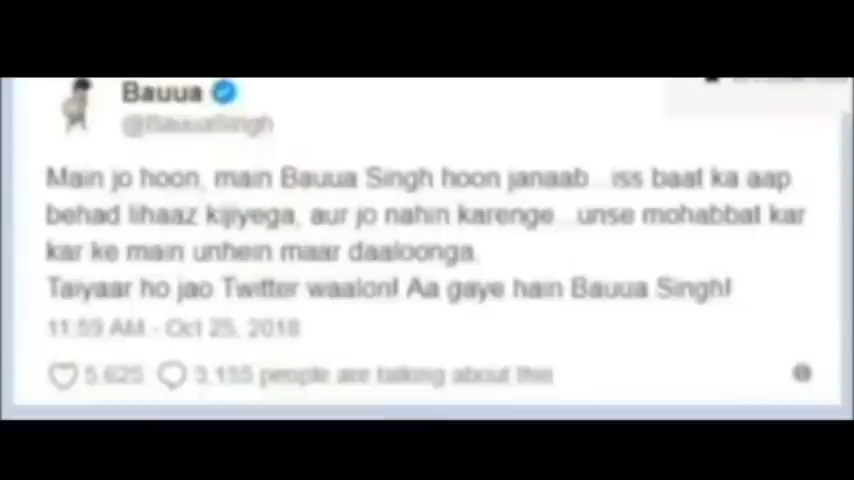 Bauua
@BauuaSingh
Main jo hoon, main Bauua Singh hoon janaab...iss baat ka aap
behad lihaaz kijiyega, aur jo nahin karenge...unse mohabbat kar
kar ke main unhein maar daaloonga.
Taiyaar ho jao Twitter waalon! Aa gaye hain Bauua Singh!
11:59 AM - Oct 25, 2018
5,625 3,155 people are talking about this